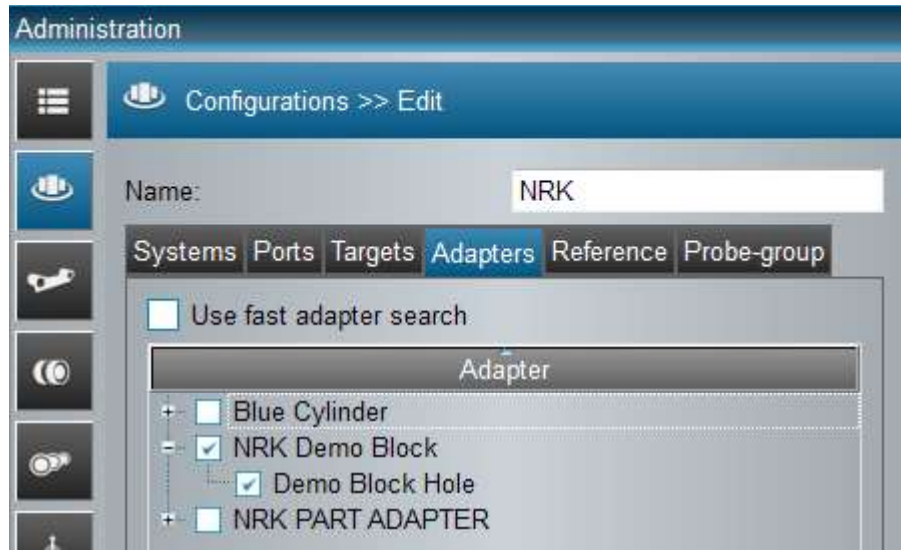 Administration
Configurations >> Edit
Name: NRK
Systems Ports Targets Adapters Reference Probe-group
Use fast adapter search
Adapter
Blue Cylinder
NRK Demo Block
Demo Block Hole
NRK PART ADAPTER